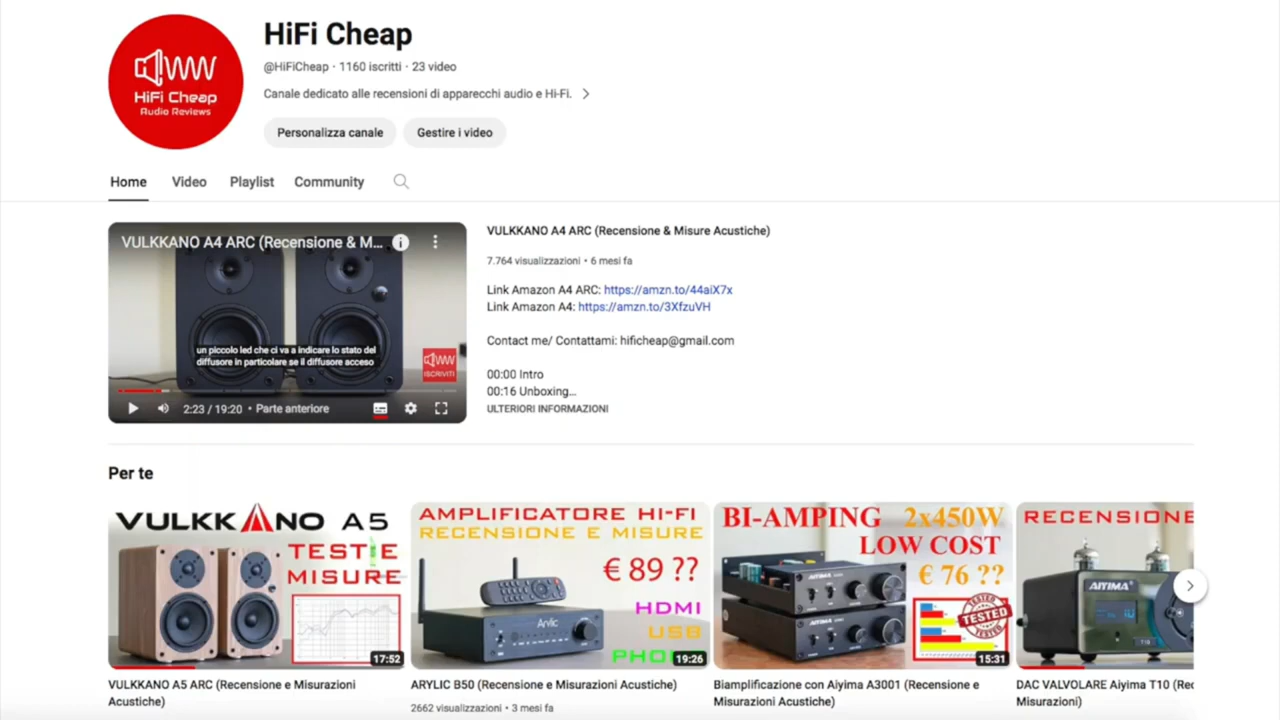 HiFi Cheap
@HiFiCheap · 1160 iscritti · 23 video
Canale dedicato alle recensioni di apparecchi audio e Hi-Fi.
HiFi Cheap
Audio Reviews
Personalizza canale
Gestire i video
Home
Video
Playlist
Community
VULKKANO A4 ARC (Recensione & M...
un piccolo led che ci va a indicare lo stato del
diffusore in particolare se il diffusore acceso
ISCRIVITI
2:23 / 19:20 • Parte anteriore
VULKKANO A4 ARC (Recensione & Misure Acustiche)
7.764 visualizzazioni • 6 mesi fa
Link Amazon A4 ARC: https://amzn.to/44aiX7x
Link Amazon A4: https://amzn.to/3XfzuVH
Contact me/ Contattami: hificheap@gmail.com
00:00 Intro
00:16 Unboxing...
ULTERIORI INFORMAZIONI
Per te
VULKKANO A5
TEST E
MISURE
17:52
VULKKANO A5 ARC (Recensione e Misurazioni
Acustiche)
AMPLIFICATORE HI-FI
RECENSIONE E MISURE
€ 89 ??
HDMI
USB
PHO
Arylic
19:26
ARYLIC B50 (Recensione e Misurazioni Acustiche)
2662 visualizzazioni • 3 mesi fa
BI-AMPING 2x450W
LOW COST
€ 76 ??
AIYIMA
AIYIMA
TESTED
TESTED
TESTED
15:31
Biamplificazione con Aiyima A3001 (Recensione e
Misurazioni Acustiche)
RECENSIONE
AIYIMA
T10
DAC VALVOLARE Aiyima T10 (Rec
Misurazioni)